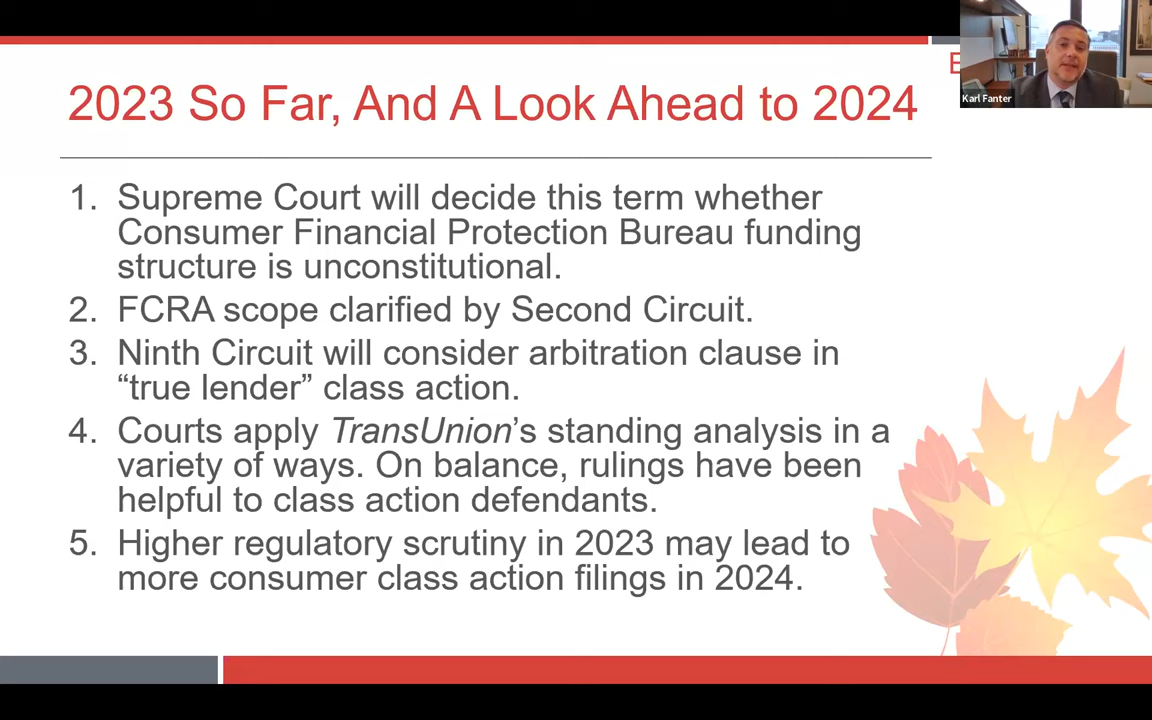 2023 So Far, And A Look Ahead to 2024
Karl Fanter
1. Supreme Court will decide this term whether
Consumer Financial Protection Bureau funding
structure is unconstitutional.
2. FCRA scope clarified by Second Circuit.
3. Ninth Circuit will consider arbitration clause in
“true lender” class action.
4. Courts apply TransUnion’s standing analysis in a
variety of ways. On balance, rulings have been
helpful to class action defendants.
5. Higher regulatory scrutiny in 2023 may lead to
more consumer class action filings in 2024.